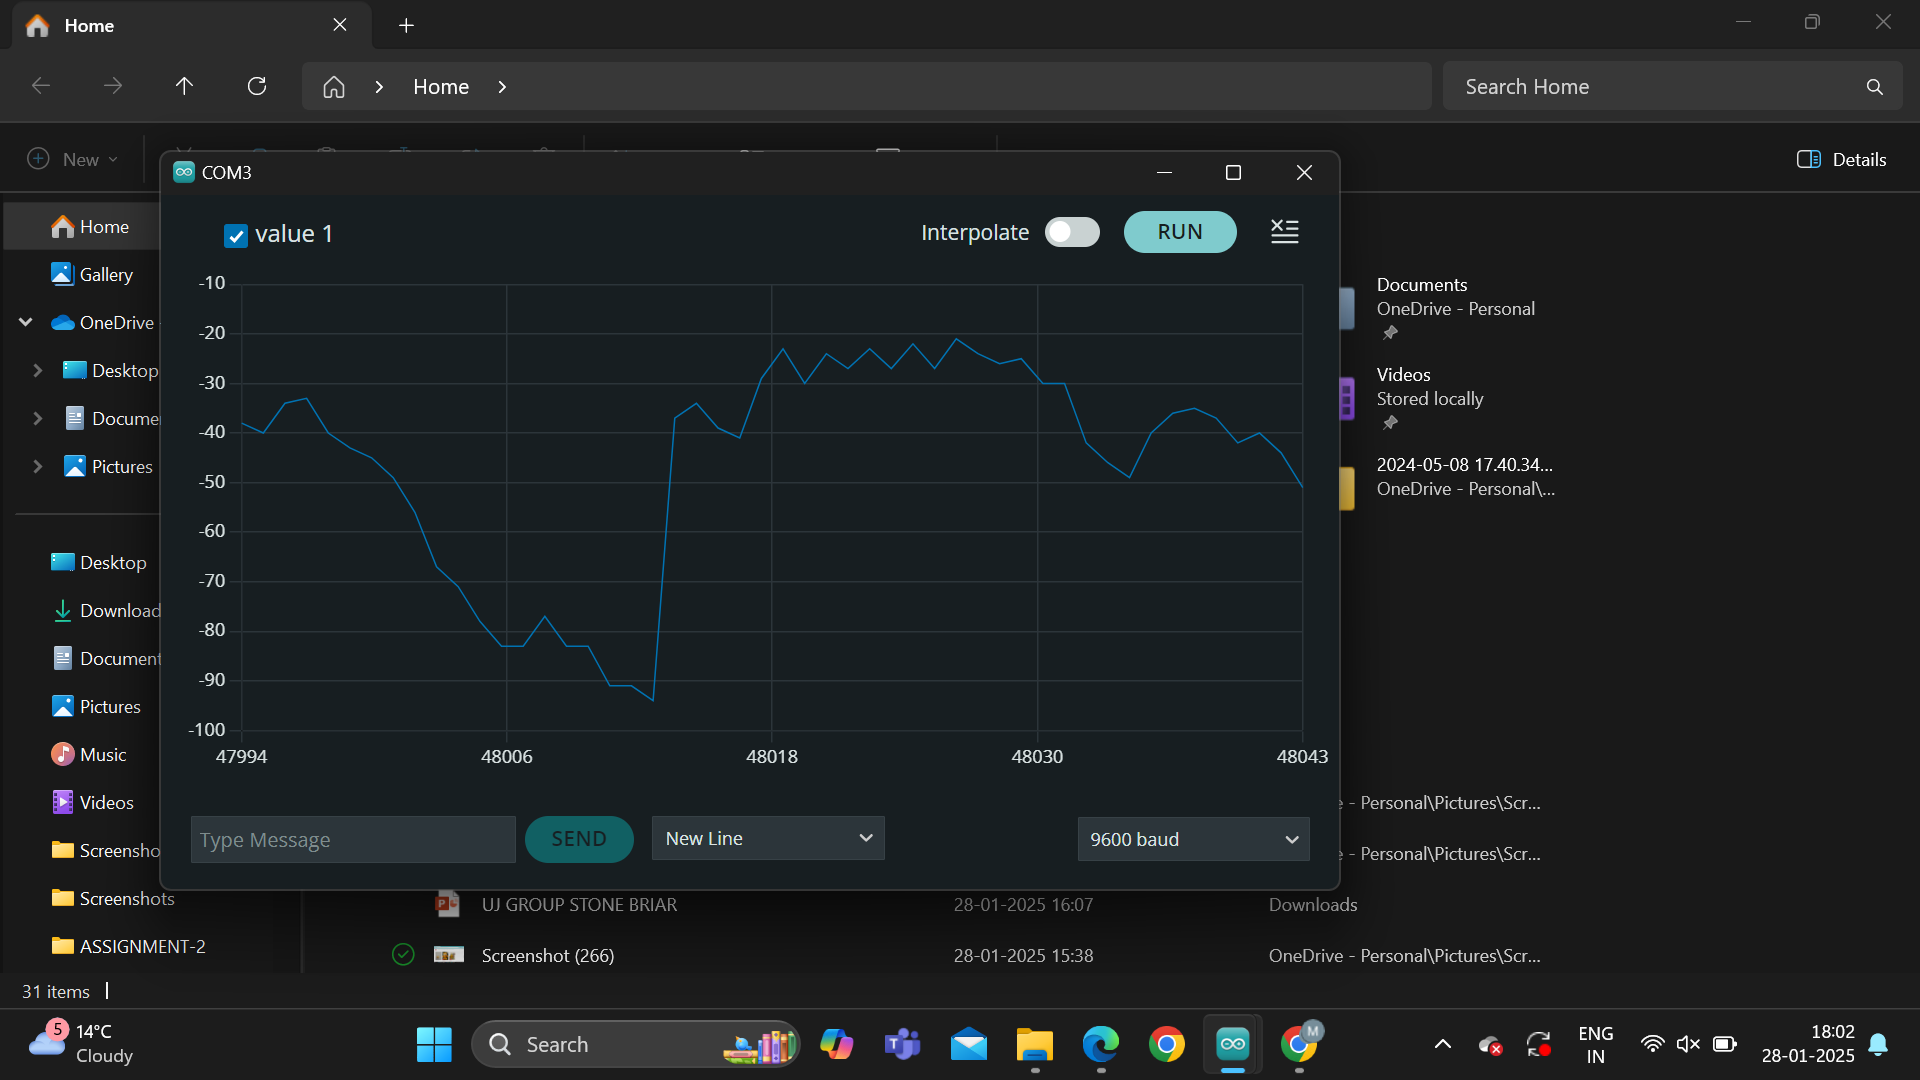 Home
Home
Search Home
New
Details
COM3
value 1
Interpolate
RUN
-10
-20
-30
-40
-50
-60
-70
-80
-90
-100
47994
48006
48018
48030
48043
Type Message
SEND
New Line
9600 baud
Home
Gallery
OneDrive
Desktop
Docume
Pictures
Desktop
Download
Document
Pictures
Music
Videos
Screensho
Screenshots
ASSIGNMENT-2
Documents
OneDrive - Personal
Videos
Stored locally
2024-05-08 17.40.34...
OneDrive - Personal\...
- Personal\Pictures\Scr...
- Personal\Pictures\Scr...
UJ GROUP STONE BRIAR 28-01-2025 16:07 Downloads
Screenshot (266) 28-01-2025 15:38 OneDrive - Personal\Pictures\Scr...
31 items
5
14°C
Cloudy
Search
M
ENG
IN
18:02
28-01-2025